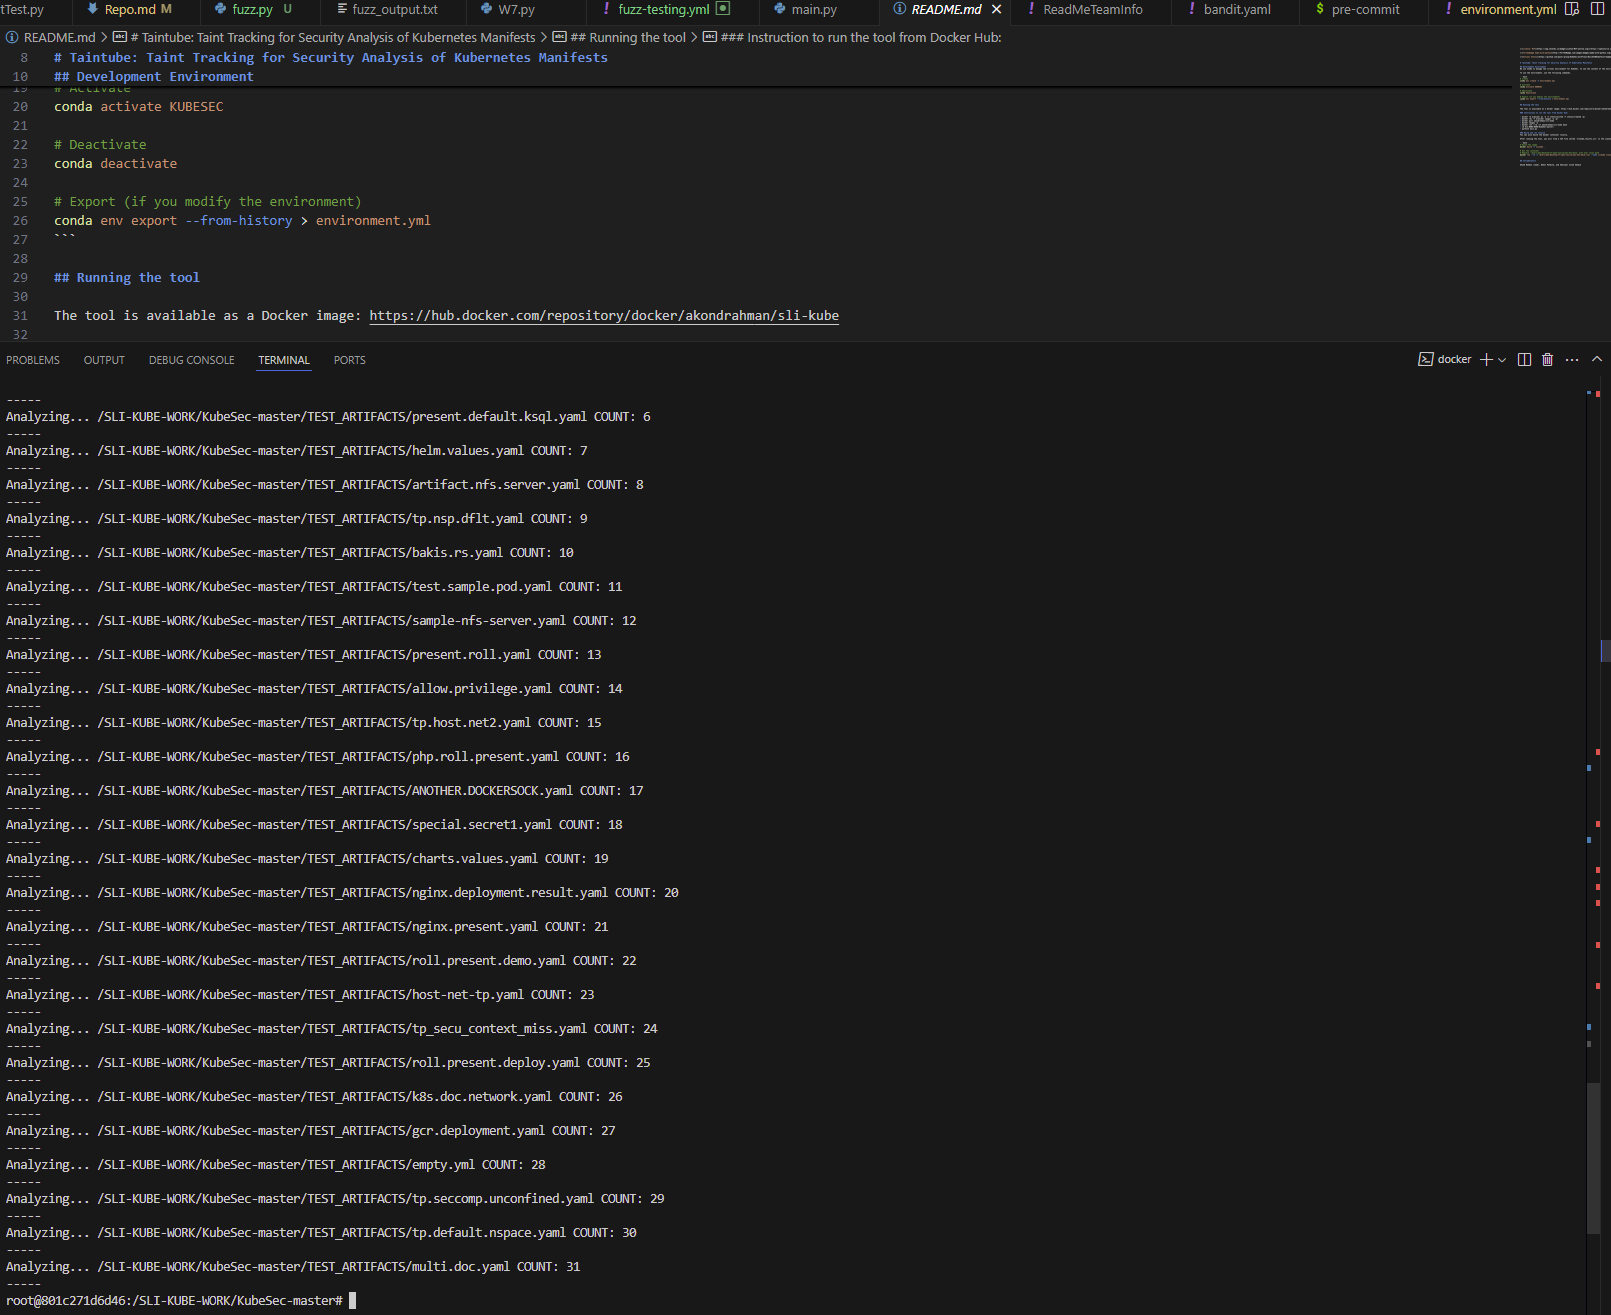 tTest.py Repo.md M fuzz.py U fuzz_output.txt W7.py ! fuzz-testing.yml main.py README.md ! ReadMeTeamInfo ! bandit.yaml $ pre-commit ! environment.yml
README.md > # Taintube: Taint Tracking for Security Analysis of Kubernetes Manifests > ## Running the tool > ### Instruction to run the tool from Docker Hub:
8 # Taintube: Taint Tracking for Security Analysis of Kubernetes Manifests
10 ## Development Environment
19 # Activate
20 conda activate KUBESEC
21
22 # Deactivate
23 conda deactivate
24
25 # Export (if you modify the environment)
26 conda env export --from-history > environment.yml
27 ```
28
29 ## Running the tool
30
31 The tool is available as a Docker image: https://hub.docker.com/repository/docker/akondrahman/sli-kube
32
PROBLEMS OUTPUT DEBUG CONSOLE TERMINAL PORTS docker
-----
Analyzing... /SLI-KUBE-WORK/KubeSec-master/TEST_ARTIFACTS/present.default.ksql.yaml COUNT: 6
-----
Analyzing... /SLI-KUBE-WORK/KubeSec-master/TEST_ARTIFACTS/helm.values.yaml COUNT: 7
-----
Analyzing... /SLI-KUBE-WORK/KubeSec-master/TEST_ARTIFACTS/artifact.nfs.server.yaml COUNT: 8
-----
Analyzing... /SLI-KUBE-WORK/KubeSec-master/TEST_ARTIFACTS/tp.nsp.dflt.yaml COUNT: 9
-----
Analyzing... /SLI-KUBE-WORK/KubeSec-master/TEST_ARTIFACTS/bakis.rs.yaml COUNT: 10
-----
Analyzing... /SLI-KUBE-WORK/KubeSec-master/TEST_ARTIFACTS/test.sample.pod.yaml COUNT: 11
-----
Analyzing... /SLI-KUBE-WORK/KubeSec-master/TEST_ARTIFACTS/sample-nfs-server.yaml COUNT: 12
-----
Analyzing... /SLI-KUBE-WORK/KubeSec-master/TEST_ARTIFACTS/present.roll.yaml COUNT: 13
-----
Analyzing... /SLI-KUBE-WORK/KubeSec-master/TEST_ARTIFACTS/allow.privilege.yaml COUNT: 14
-----
Analyzing... /SLI-KUBE-WORK/KubeSec-master/TEST_ARTIFACTS/tp.host.net2.yaml COUNT: 15
-----
Analyzing... /SLI-KUBE-WORK/KubeSec-master/TEST_ARTIFACTS/php.roll.present.yaml COUNT: 16
-----
Analyzing... /SLI-KUBE-WORK/KubeSec-master/TEST_ARTIFACTS/ANOTHER.DOCKERSOCK.yaml COUNT: 17
-----
Analyzing... /SLI-KUBE-WORK/KubeSec-master/TEST_ARTIFACTS/special.secret1.yaml COUNT: 18
-----
Analyzing... /SLI-KUBE-WORK/KubeSec-master/TEST_ARTIFACTS/charts.values.yaml COUNT: 19
-----
Analyzing... /SLI-KUBE-WORK/KubeSec-master/TEST_ARTIFACTS/nginx.deployment.result.yaml COUNT: 20
-----
Analyzing... /SLI-KUBE-WORK/KubeSec-master/TEST_ARTIFACTS/nginx.present.yaml COUNT: 21
-----
Analyzing... /SLI-KUBE-WORK/KubeSec-master/TEST_ARTIFACTS/roll.present.demo.yaml COUNT: 22
-----
Analyzing... /SLI-KUBE-WORK/KubeSec-master/TEST_ARTIFACTS/host-net-tp.yaml COUNT: 23
-----
Analyzing... /SLI-KUBE-WORK/KubeSec-master/TEST_ARTIFACTS/tp_secu_context_miss.yaml COUNT: 24
-----
Analyzing... /SLI-KUBE-WORK/KubeSec-master/TEST_ARTIFACTS/roll.present.deploy.yaml COUNT: 25
-----
Analyzing... /SLI-KUBE-WORK/KubeSec-master/TEST_ARTIFACTS/k8s.doc.network.yaml COUNT: 26
-----
Analyzing... /SLI-KUBE-WORK/KubeSec-master/TEST_ARTIFACTS/gcr.deployment.yaml COUNT: 27
-----
Analyzing... /SLI-KUBE-WORK/KubeSec-master/TEST_ARTIFACTS/empty.yml COUNT: 28
-----
Analyzing... /SLI-KUBE-WORK/KubeSec-master/TEST_ARTIFACTS/tp.seccomp.unconfined.yaml COUNT: 29
-----
Analyzing... /SLI-KUBE-WORK/KubeSec-master/TEST_ARTIFACTS/tp.default.nspace.yaml COUNT: 30
-----
Analyzing... /SLI-KUBE-WORK/KubeSec-master/TEST_ARTIFACTS/multi.doc.yaml COUNT: 31
-----
root@801c271d6d46:/SLI-KUBE-WORK/KubeSec-master#